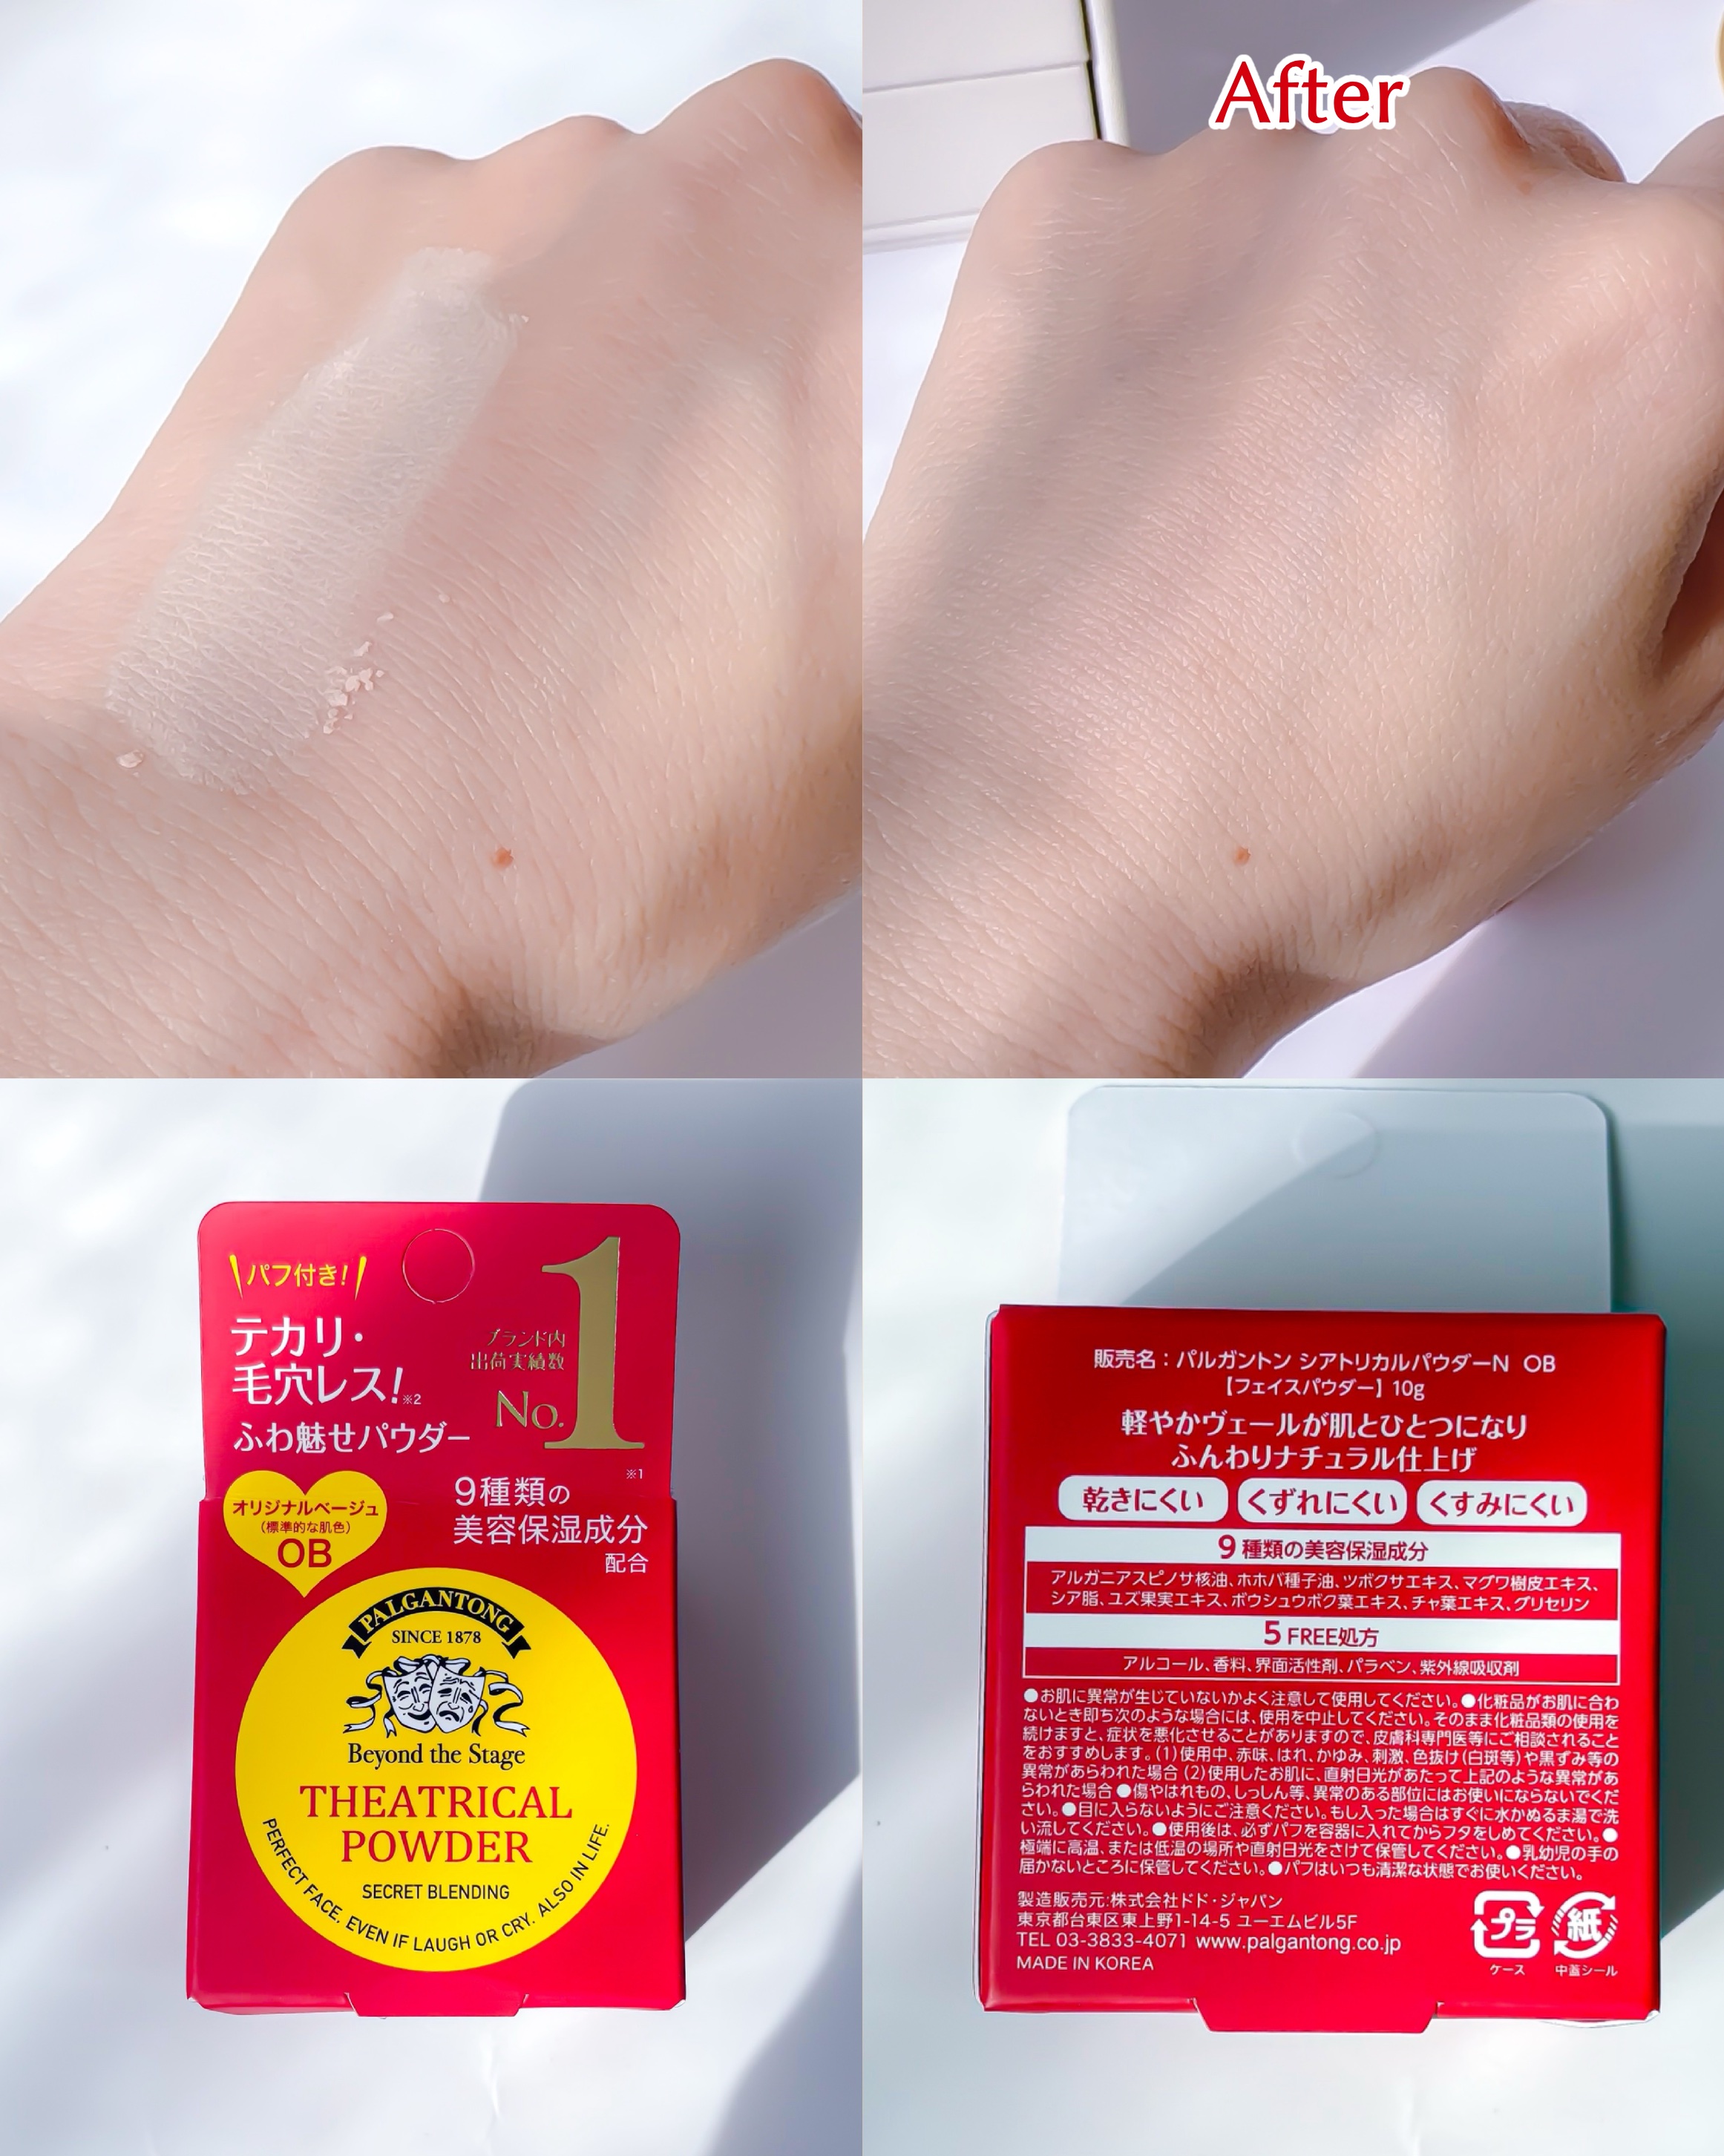 After
パフ付き!
テカリ・
毛穴レス!※2
ふわ魅せパウダー
ブランド内
出荷実績数
No.1
※1
オリジナルベージュ
(標準的な肌色)
OB
9種類の
美容保湿成分
配合
PALGANTONG
SINCE 1878
Beyond the Stage
THEATRICAL
POWDER
SECRET BLENDING
PERFECT FACE. EVEN IF LAUGH OR CRY. ALSO IN LIFE.
販売名：パルガントン シアトリカルパウダーN OB
【フェイスパウダー】10g
軽やかヴェールが肌とひとつになり
ふんわりナチュラル仕上げ
乾きにくい くずれにくい くすみにくい
9種類の美容保湿成分
アルガニアスピノサ核油、ホホバ種子油、ツボクサエキス、マグワ樹皮エキス、
シア脂、ユズ果実エキス、ボウシュウボク葉エキス、チャ葉エキス、グリセリン
5 FREE処方
アルコール、香料、界面活性剤、パラベン、紫外線吸収剤
●お肌に異常が生じていないかよく注意して使用してください。●化粧品がお肌に合わ
ないとき即ち次のような場合には、使用を中止してください。そのまま化粧品類の使用を
続けますと、症状を悪化させることがありますので、皮膚科専門医等にご相談されること
をおすすめします。(1)使用中、赤味、はれ、かゆみ、刺激、色抜け(白斑等)や黒ずみ等の
異常があらわれた場合 (2)使用したお肌に、直射日光があたって上記のような異常があ
らわれた場合 ●傷やはれもの、しっしん等、異常のある部位にはお使いにならないでくだ
さい。●目に入らないようにご注意ください。もし入った場合はすぐに水かぬるま湯で洗
い流してください。●使用後は、必ずパフを容器に入れてからフタをしめてください。●
極端に高温、または低温の場所や直射日光をさけて保管してください。●乳幼児の手の
届かないところに保管してください。●パフはいつも清潔な状態でお使いください。
製造販売元:株式会社ドド・ジャパン
東京都台東区東上野1-14-5 ユーエムビル5F
TEL 03-3833-4071 www.palgantong.co.jp
MADE IN KOREA
プラ
ケース
紙
中蓋シール